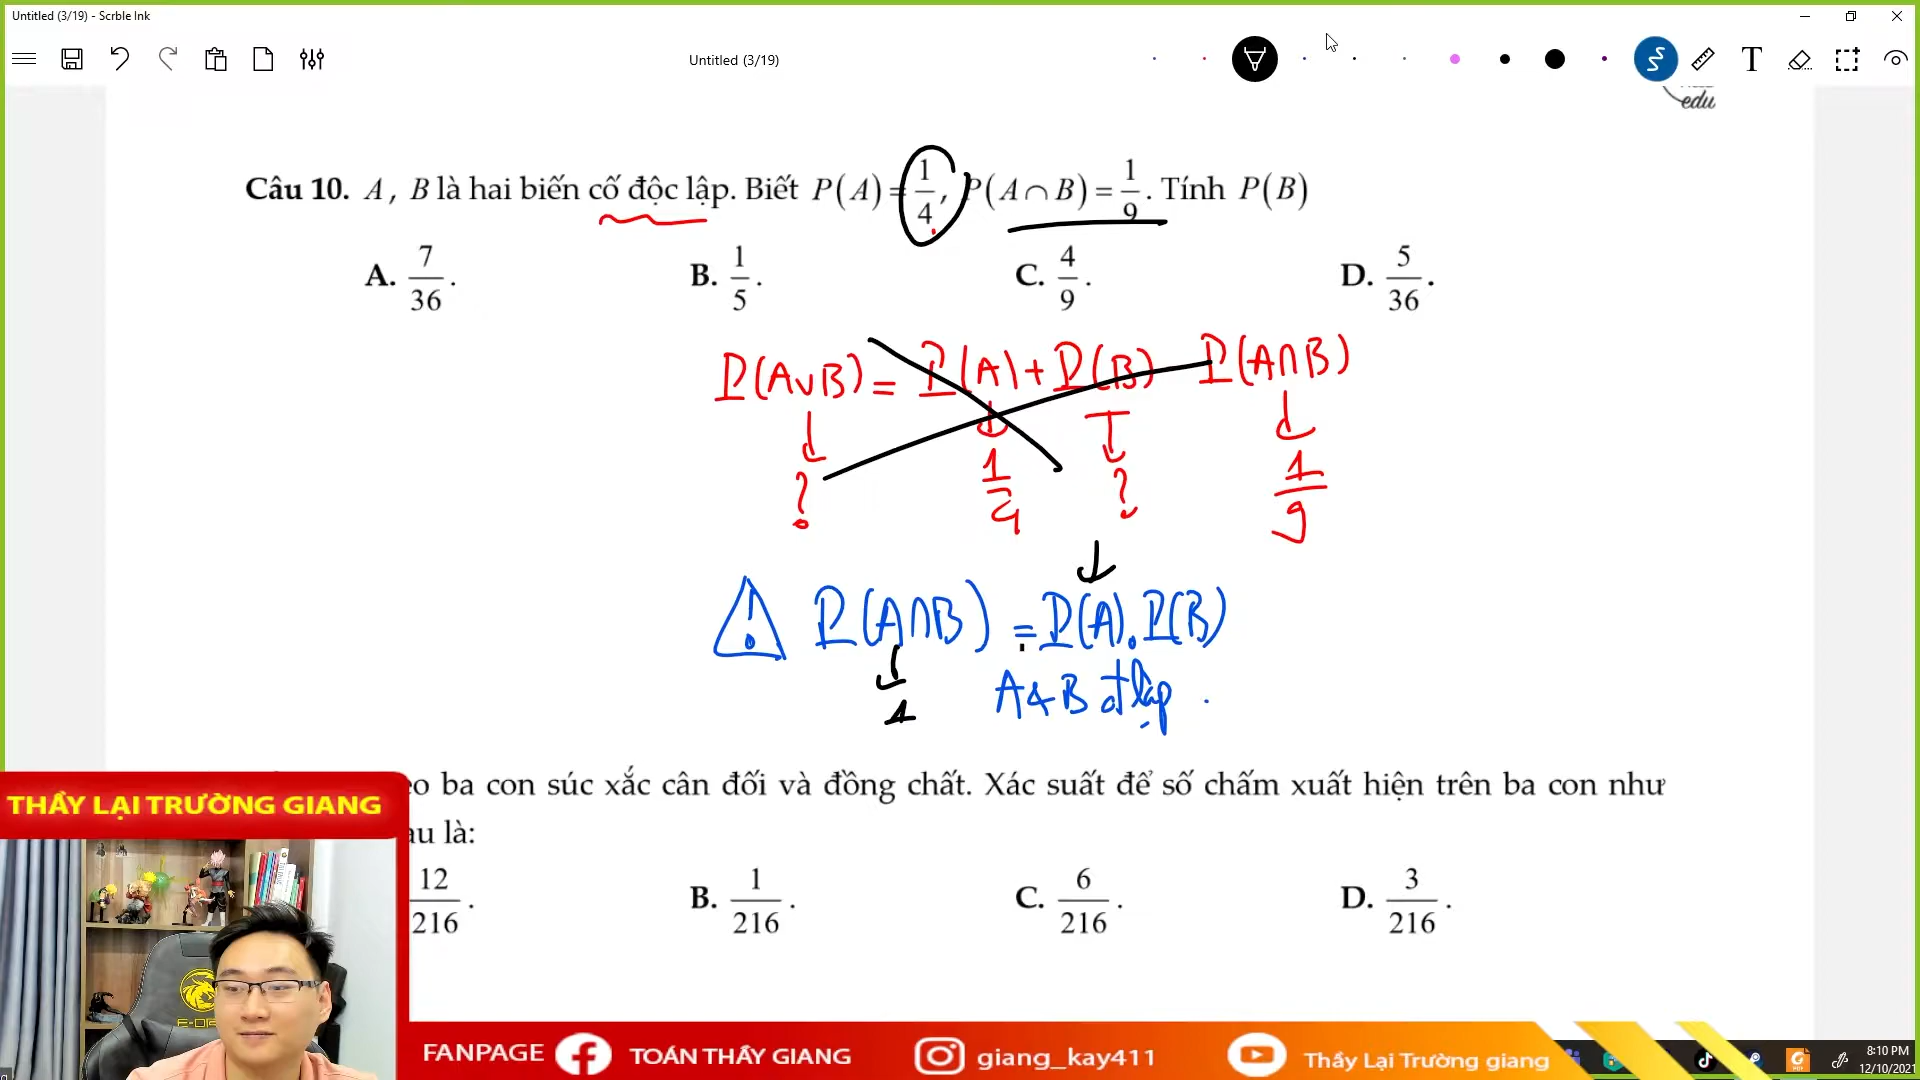 Untitled (3/19) - Scrble Ink
Untitled (3/19)
edu
Câu 10. A, B là hai biến cố độc lập. Biết P(A) = 1/4, P(A∩B) = 1/9. Tính P(B)
A. 7/36. B. 1/5. C. 4/9. D. 5/36.
P(A∪B) = P(A) + P(B) P(A∩B)
? 1/4 ? 1/9
P(A∩B) = P(A).P(B)
1 A & B đ lập.
eo ba con súc xắc cân đối và đồng chất. Xác suất để số chấm xuất hiện trên ba con như
au là:
12/216. B. 1/216. C. 6/216. D. 3/216.
THẦY LẠI TRƯỜNG GIANG
FANPAGE TOÁN THẦY GIANG giang_kay411 Thầy Lại Trường giang
8:10 PM
12/10/2021